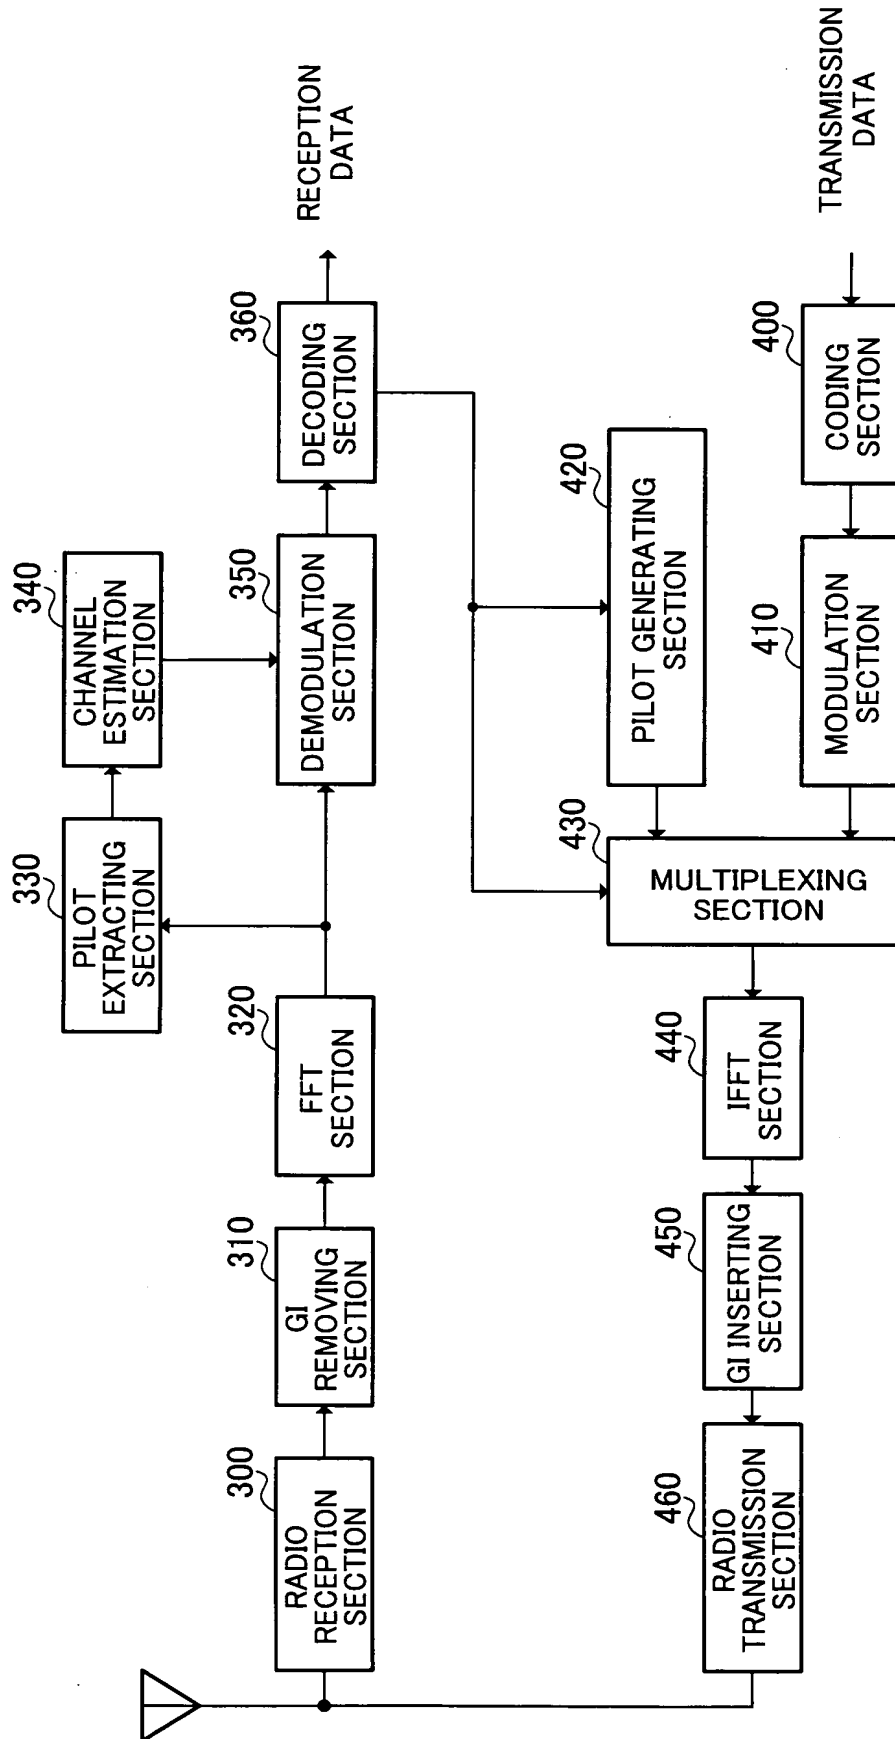 330
PILOT
EXTRACTING
SECTION
340
CHANNEL
ESTIMATION
SECTION
300
RADIO
RECEPTION
SECTION
310
GI
REMOVING
SECTION
320
FFT
SECTION
350
DEMODULATION
SECTION
360
DECODING
SECTION
RECEPTION
DATA
420
PILOT GENERATING
SECTION
460
RADIO
TRANSMISSION
SECTION
450
GI INSERTING
SECTION
440
IFFT
SECTION
430
MULTIPLEXING
SECTION
410
MODULATION
SECTION
400
CODING
SECTION
TRANSMISSION
DATA